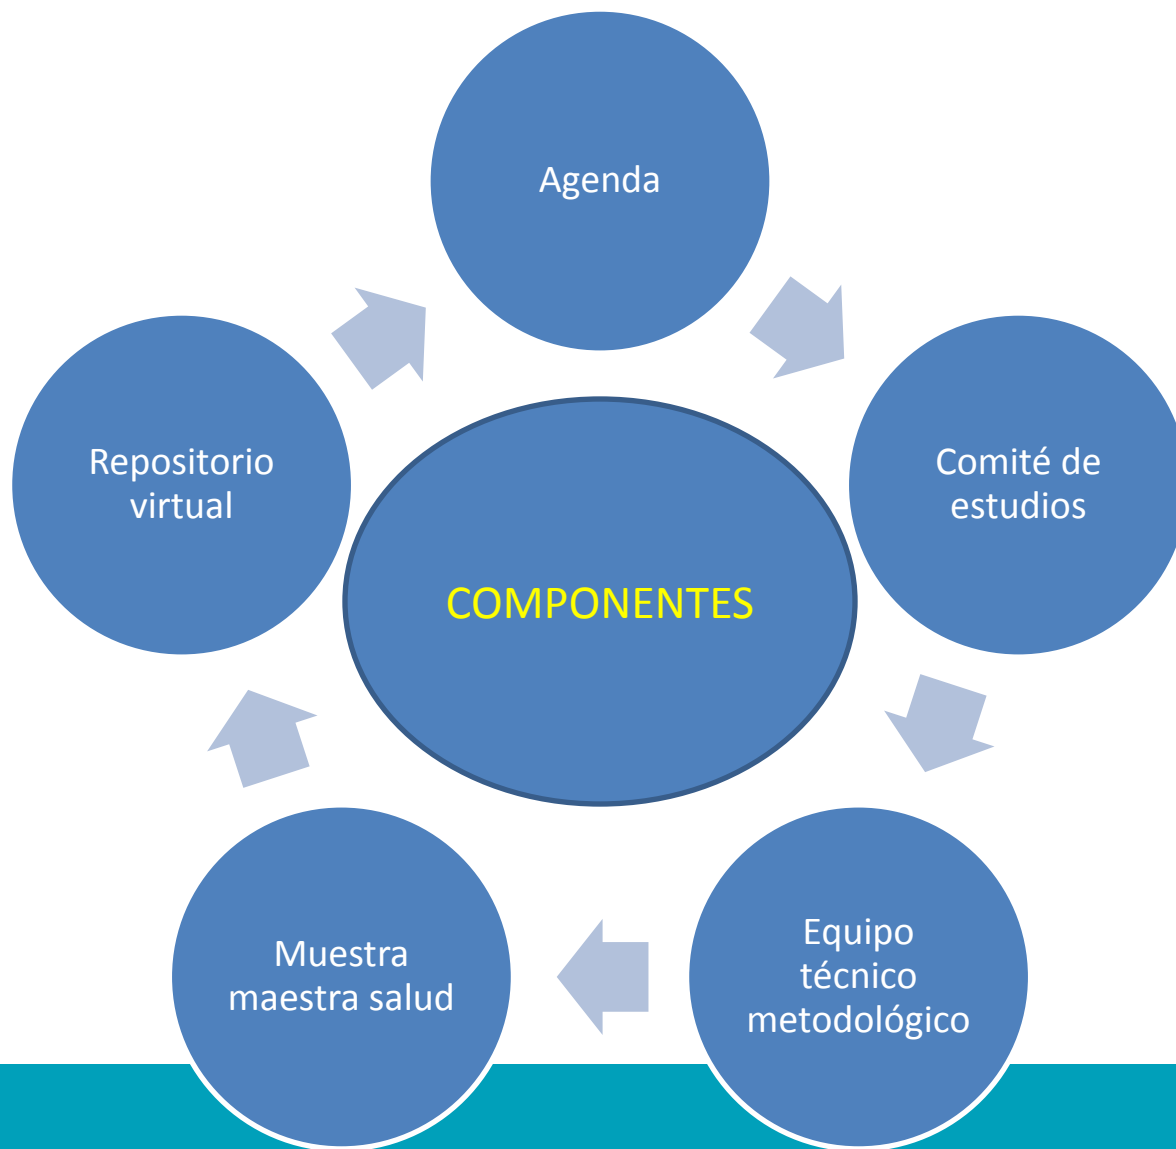 Agenda
Comité de
estudios
Equipo
técnico
metodológico
Muestra
maestra salud
Repositorio
virtual
COMPONENTES